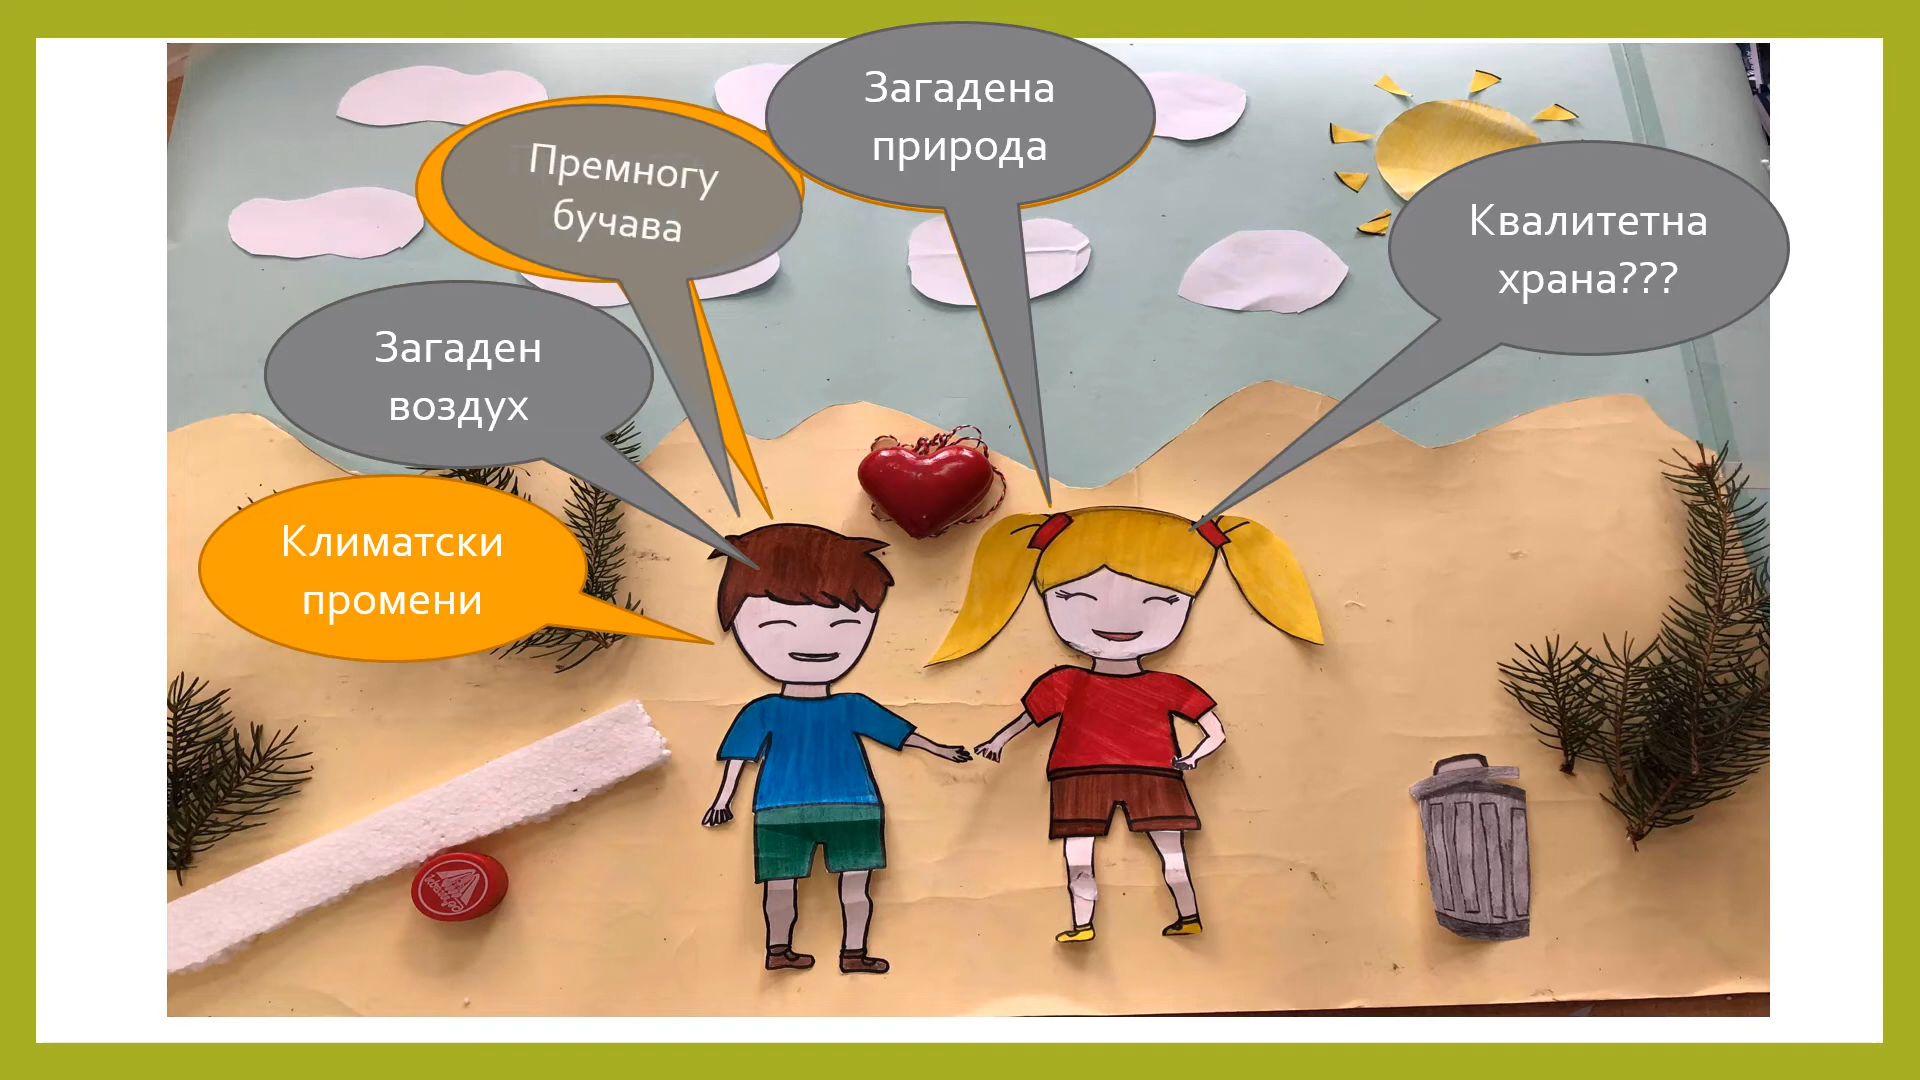 Загадена
природа
Премногу
бучава
Квалитетна
храна???
Загаден
воздух
Климатски
промени